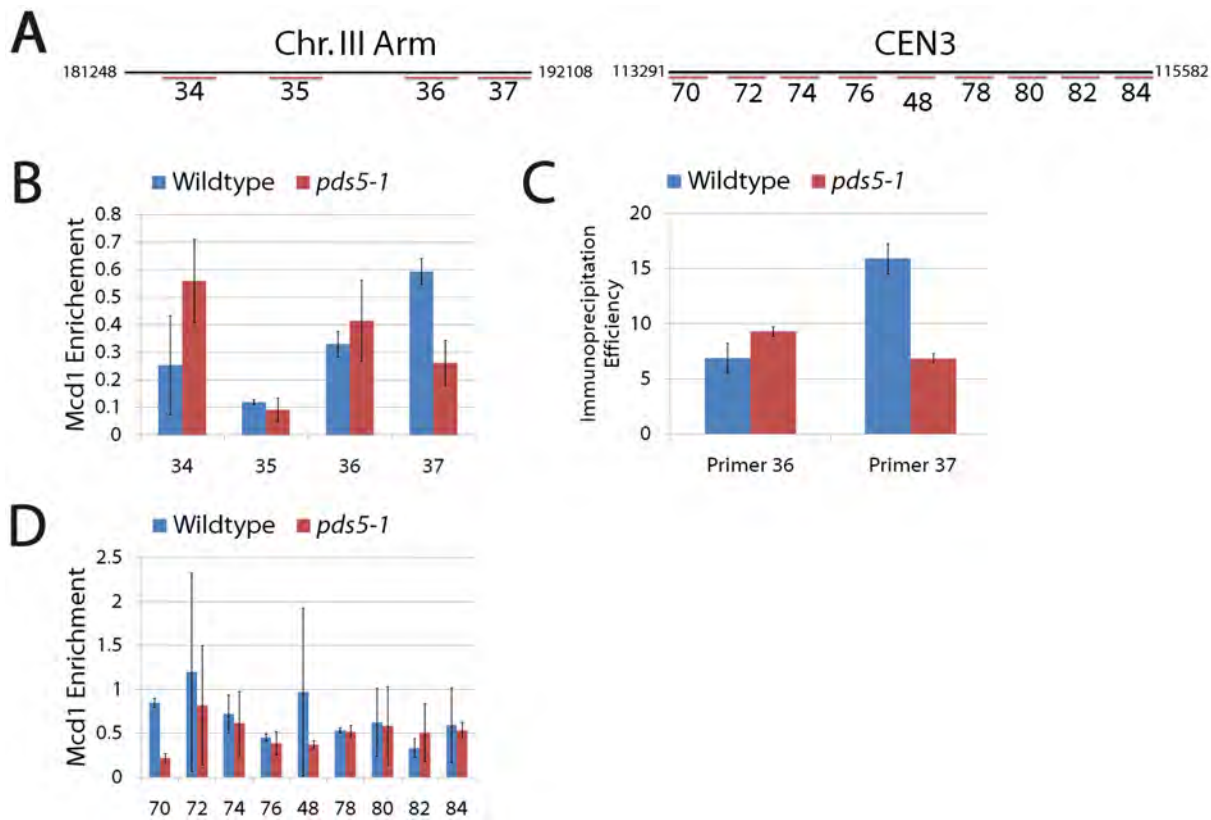 A
Chr. III Arm
CEN3
181248
192108
113291
115582
34
35
36
37
70
72
74
76
48
78
80
82
84
B
Wildtype
pds5-1
Mcd1 Enrichement
0.8
0.7
0.6
0.5
0.4
0.3
0.2
0.1
0
34
35
36
37
C
Wildtype
pds5-1
Immunoprecipitation
Efficiency
20
15
10
5
0
Primer 36
Primer 37
D
Wildtype
pds5-1
Mcd1 Enrichment
2.5
2
1.5
1
0.5
0
70
72
74
76
48
78
80
82
84